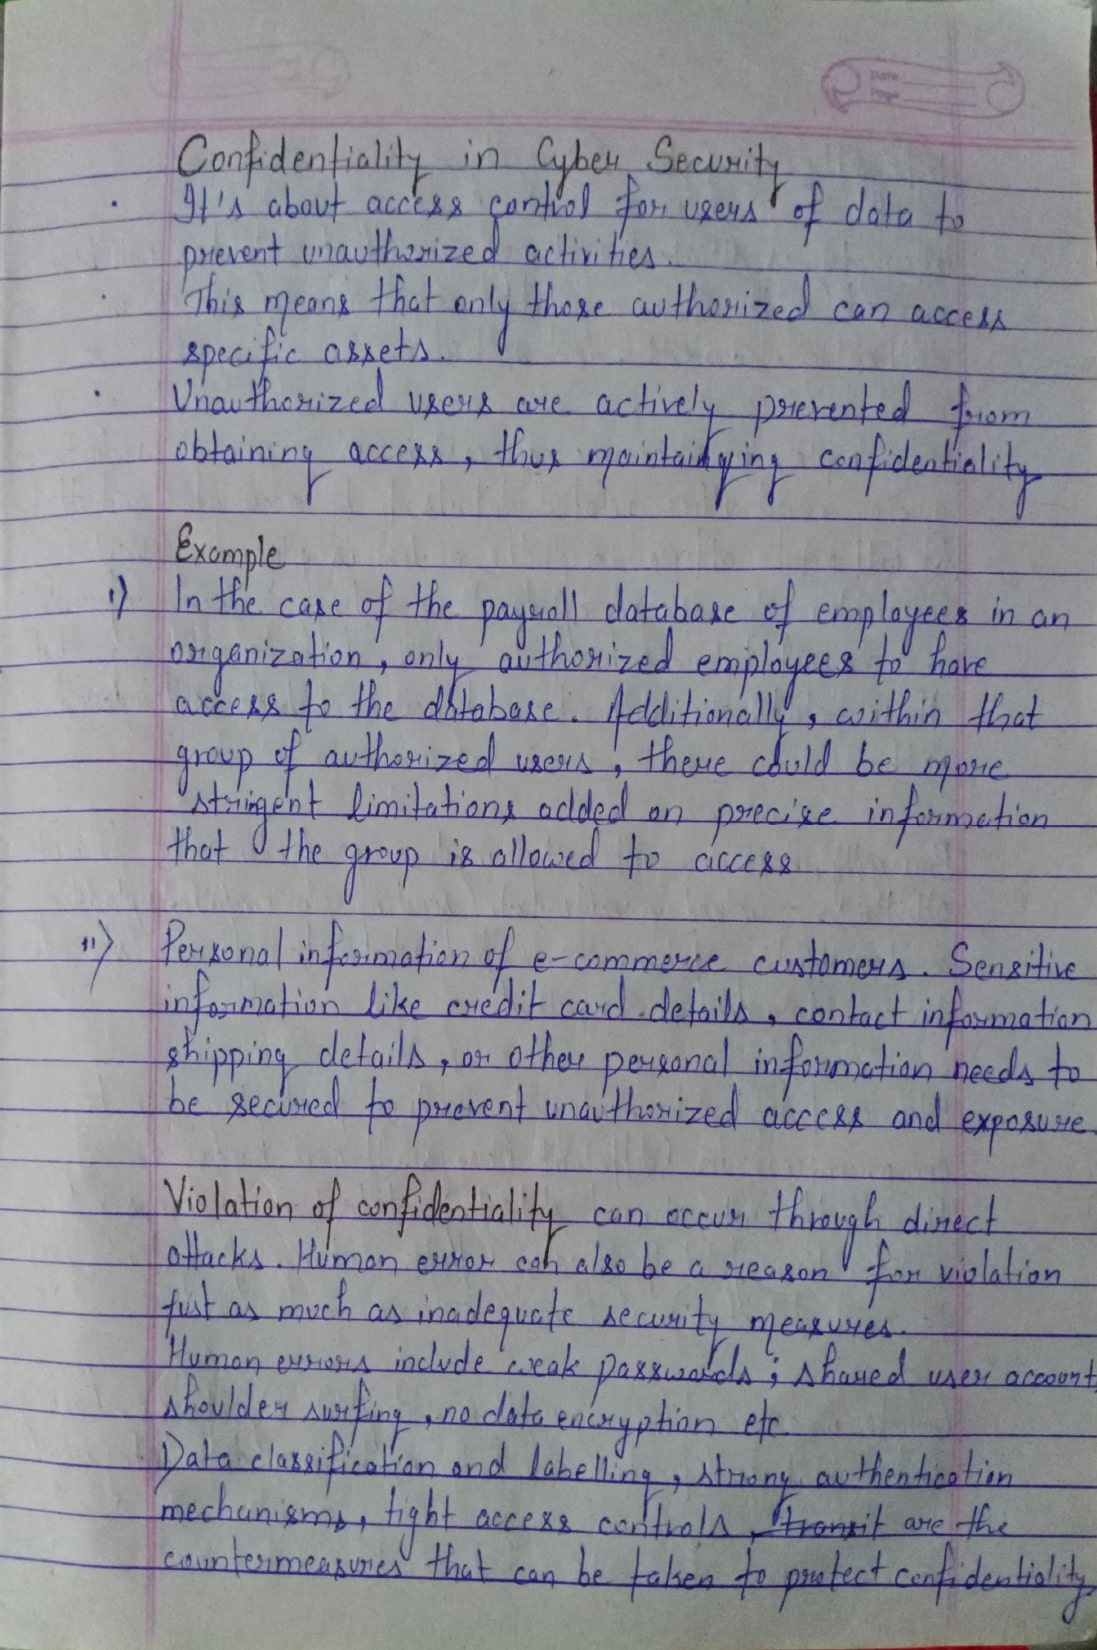 Date
Page
Confidentiality in Cyber Security
· It's about access control for users of data to
prevent unauthorized activities.
· This means that only those authorized can access
specific assets.
· Unauthorized users are actively prevented from
obtaining access, thus maintaining confidentiality
Example
i) In the case of the payroll database of employees in an
organization, only authorized employees to have
access to the database. Additionally, within that
group of authorized users, there could be more
stringent limitations added on precise information
that the group is allowed to access
ii) Personal information of e-commerce customers. Sensitive
information like credit card details, contact information
shipping details, or other personal information needs to
be secured to prevent unauthorized access and exposure.
Violation of confidentiality can occur through direct
attacks. Human error can also be a reason for violation
just as much as inadequate security measures.
Human errors include weak passwords; shared user account,
shoulder surfing, no data encryption etc.
Data classification and labelling, strong authentication
mechanisms, tight access controls, transit are the
countermeasures that can be taken to protect confidentiality.